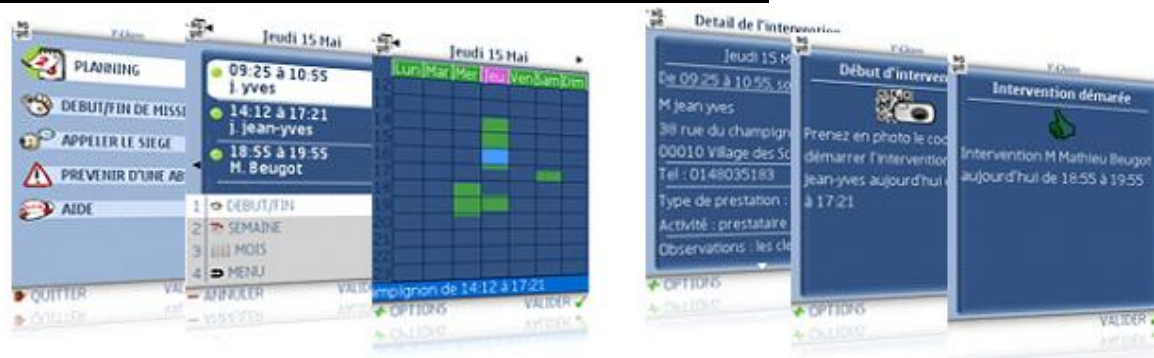 PLANNING
DEBUT/FIN DE MISSI
APPELER LE SIEGE
PREVENIR D'UNE AB
AIDE
QUITTER
VAL
Jeudi 15 Mai
09:25 à 10:55
J. yves
14:12 à 17:21
J. jean-yves
18:55 à 19:55
M. Beugot
1 DEBUT/FIN
2 SEMAINE
3 MOIS
4 MENU
ANNULER
VALID
Jeudi 15 Mai
Lun Mar Mer Jeu Ven Sam Dim
mpignon de 14:12 à 17:21
OPTIONS
VALIDER
Detail de l'intervention
Jeudi 15 M
De 09:25 à 10:55, so
M jean yves
38 rue du champign
00010 Village des Sc
Tel : 0148035183
Type de prestation :
Activité : prestataire
Observations : les cle
OPTIONS
Début d'interven
Prenez en photo le cod
démarrer l'intervention
jean-yves aujourd'hui
à 17:21
OPTIONS
Intervention démarée
Intervention M Mathieu Beugot
aujourd'hui de 18:55 à 19:55
VALIDER